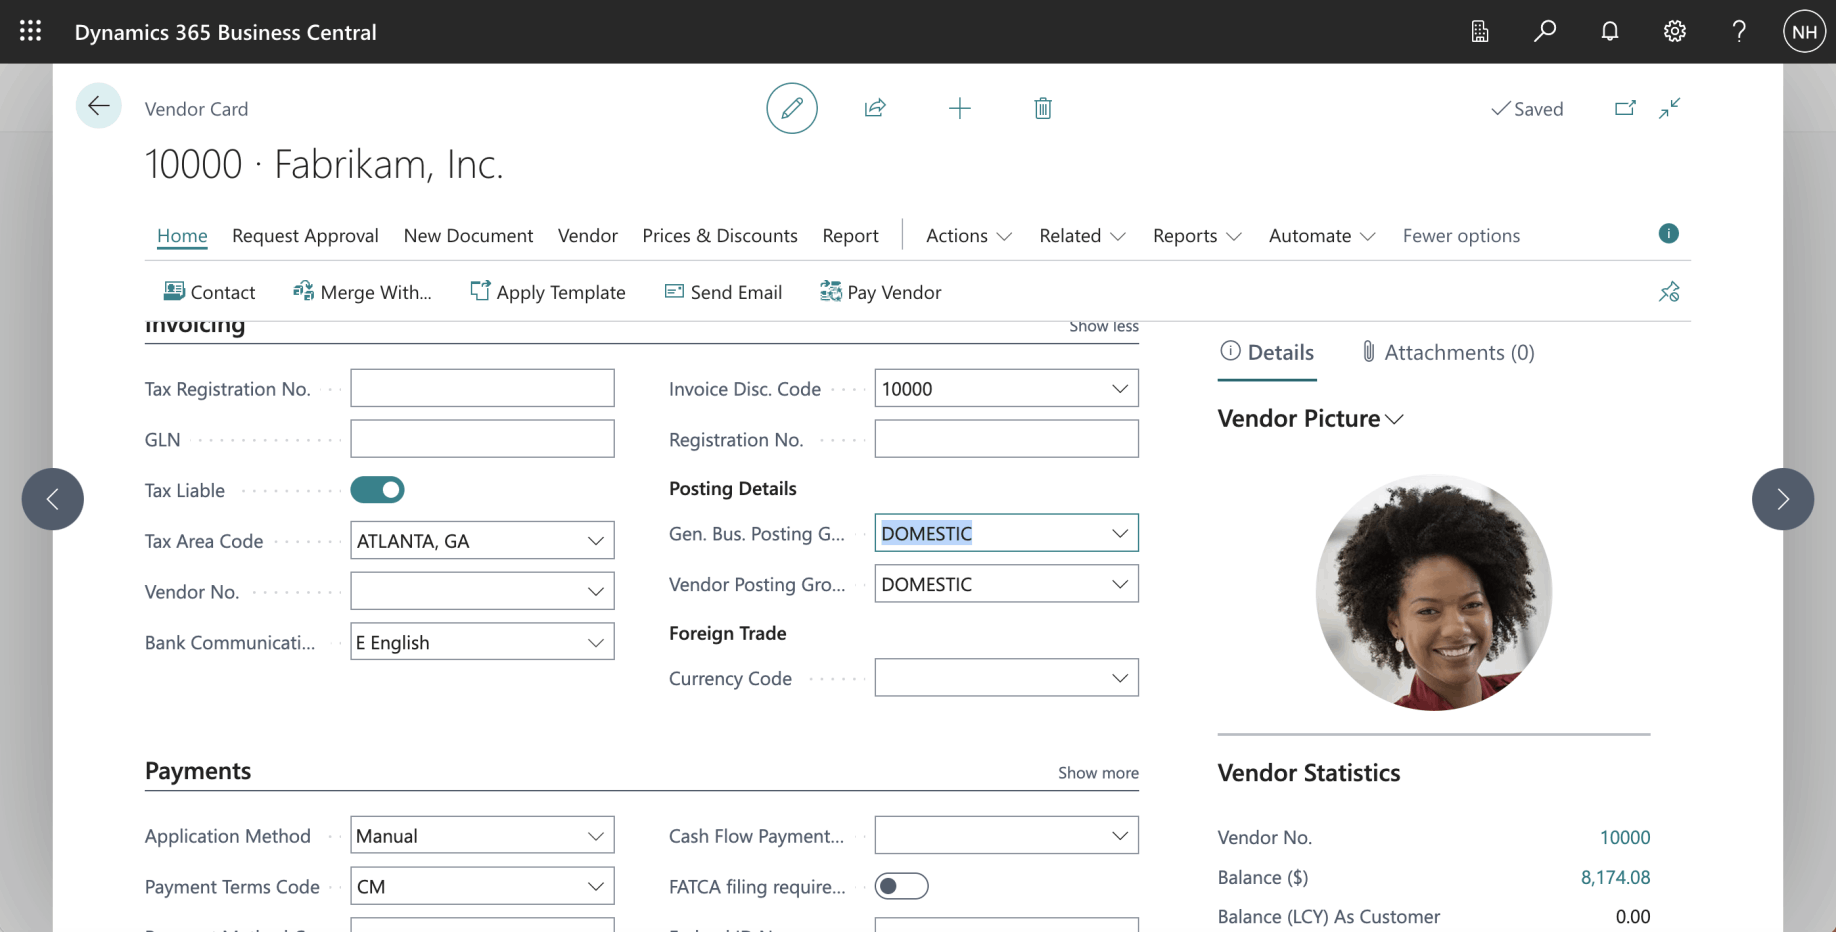 Dynamics 365 Business Central
NH
Vendor Card
Saved
10000 · Fabrikam, Inc.
Home Request Approval New Document Vendor Prices & Discounts Report Actions Related Reports Automate Fewer options
Contact Merge With... Apply Template Send Email Pay Vendor
Invoicing
Show less
Tax Registration No.
GLN
Tax Liable
Tax Area Code ATLANTA, GA
Vendor No.
Bank Communicati... E English
Invoice Disc. Code 10000
Registration No.
Posting Details
Gen. Bus. Posting G... DOMESTIC
Vendor Posting Gro... DOMESTIC
Foreign Trade
Currency Code
Payments
Show more
Application Method Manual
Payment Terms Code CM
Cash Flow Payment...
FATCA filing require...
Details Attachments (0)
Vendor Picture
Vendor Statistics
Vendor No. 10000
Balance ($) 8,174.08
Balance (LCY) As Customer 0.00